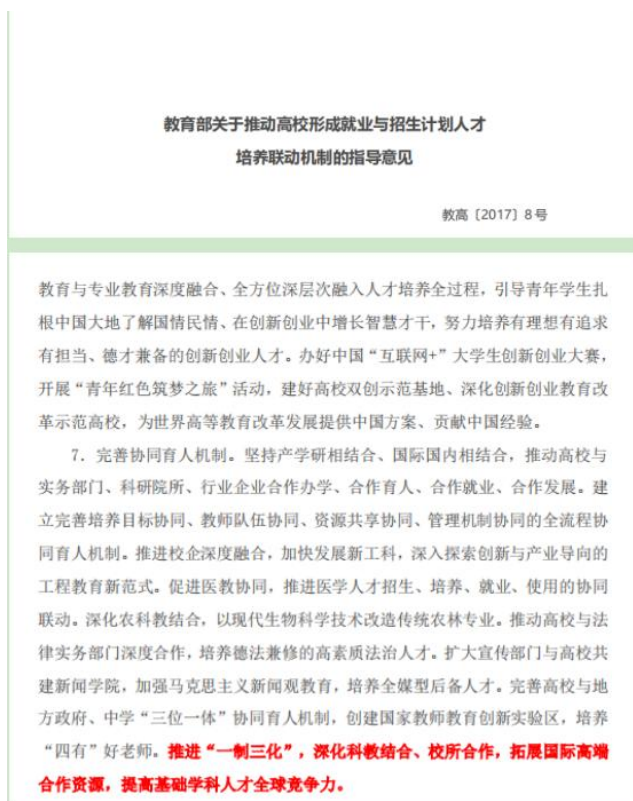 教育部关于推动高校形成就业与招生计划人才
培养联动机制的指导意见
教高〔2017〕8号
教育与专业教育深度融合、全方位深层次融入人才培养全过程，引导青年学生扎
根中国大地了解国情民情、在创新创业中增长智慧才干，努力培养有理想有追求
有担当、德才兼备的创新创业人才。办好中国“互联网+”大学生创新创业大赛，
开展“青年红色筑梦之旅”活动，建好高校双创示范基地、深化创新创业教育改
革示范高校，为世界高等教育改革发展提供中国方案、贡献中国经验。
7. 完善协同育人机制。坚持产学研相结合、国际国内相结合，推动高校与
实务部门、科研院所、行业企业合作办学、合作育人、合作就业、合作发展。建
立完善培养目标协同、教师队伍协同、资源共享协同、管理机制协同的全流程协
同育人机制。推进校企深度融合，加快发展新工科，深入探索创新与产业导向的
工程教育新范式。促进医教协同，推进医学人才招生、培养、就业、使用的协同
联动。深化农科教结合，以现代生物科学技术改造传统农林专业。推动高校与法
律实务部门深度合作，培养德法兼修的高素质法治人才。扩大宣传部门与高校共
建新闻学院，加强马克思主义新闻观教育，培养全媒型后备人才。完善高校与地
方政府、中学“三位一体”协同育人机制，创建国家教师教育创新实验区，培养
“四有”好老师。推进“一制三化”，深化科教结合、校所合作，拓展国际高端
合作资源，提高基础学科人才全球竞争力。